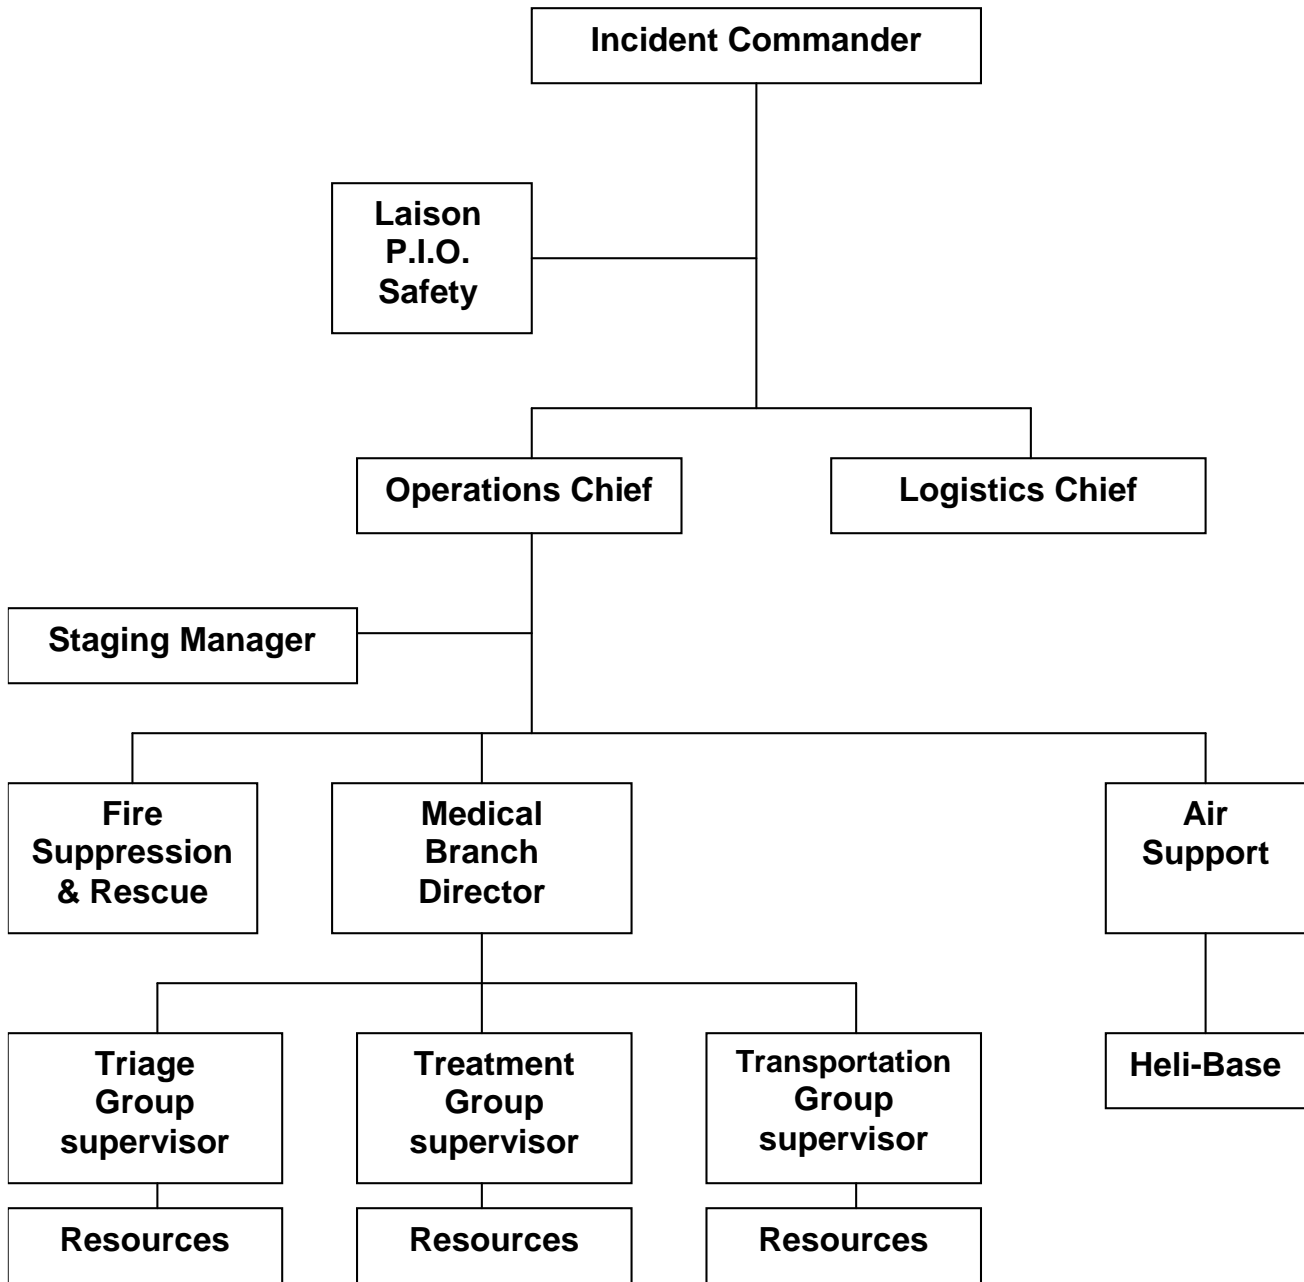 Incident Commander
Laison
P.I.O.
Safety
Operations Chief
Logistics Chief
Staging Manager
Fire
Suppression
& Rescue
Medical
Branch
Director
Air
Support
Triage
Group
supervisor
Treatment
Group
supervisor
Transportation
Group
supervisor
Heli-Base
Resources
Resources
Resources